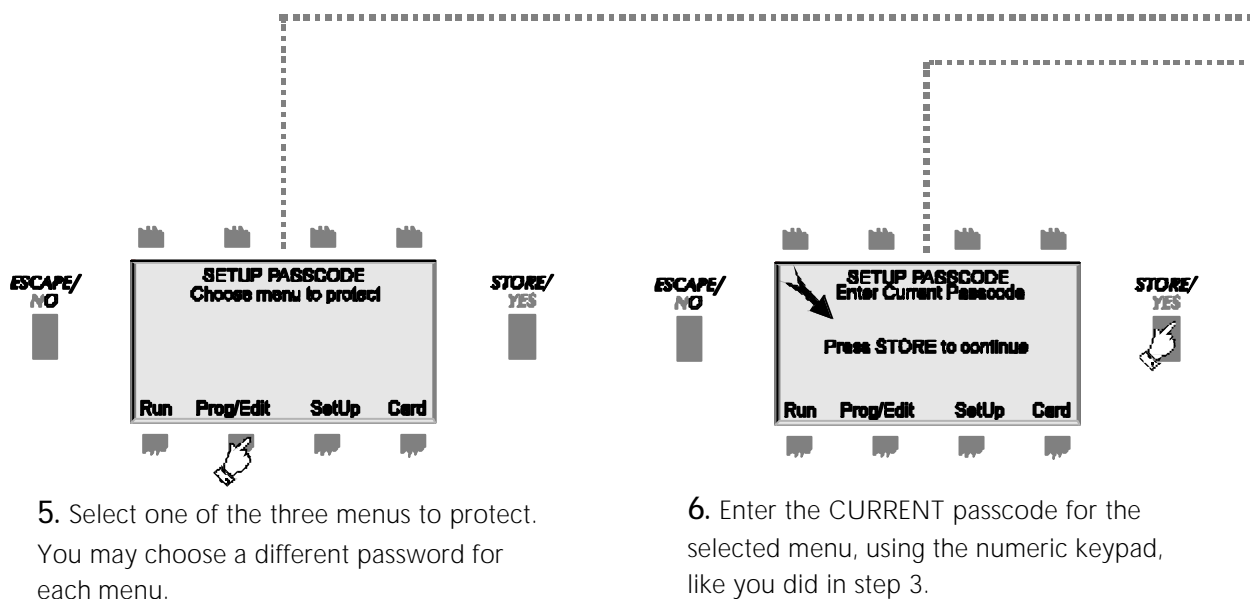 ESCAPE/
NO
SETUP PASSCODE
Choose menu to protect
Run Prog/Edit SetUp Card
STORE/
YES
5. Select one of the three menus to protect.
You may choose a different password for
each menu.
ESCAPE/
NO
SETUP PASSCODE
Enter Current Passcode
Press STORE to continue
Run Prog/Edit SetUp Card
STORE/
YES
6. Enter the CURRENT passcode for the
selected menu, using the numeric keypad,
like you did in step 3.